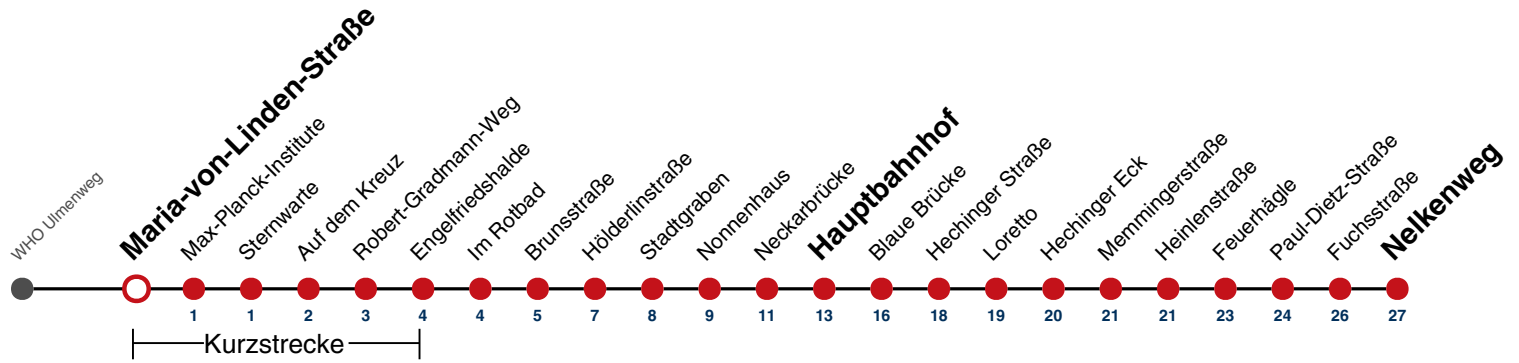 WHO Ulmenweg
Maria-von-Linden-Straße
Max-Planck-Institute
Sternwarte
Auf dem Kreuz
Robert-Gradmann-Weg
Engelfriedshalde
Im Rotbad
Brunsstraße
Hölderlinstraße
Stadtgraben
Nonnenhaus
Neckarbrücke
Hauptbahnhof
Blaue Brücke
Hechinger Straße
Loretto
Hechinger Eck
Memmingerstraße
Heinlenstraße
Feuerhägle
Paul-Dietz-Straße
Fuchsstraße
Nelkenweg
1 1 2 3 4 4 5 7 8 9 11 13 16 18 19 20 21 21 23 24 26 27
Kurzstrecke